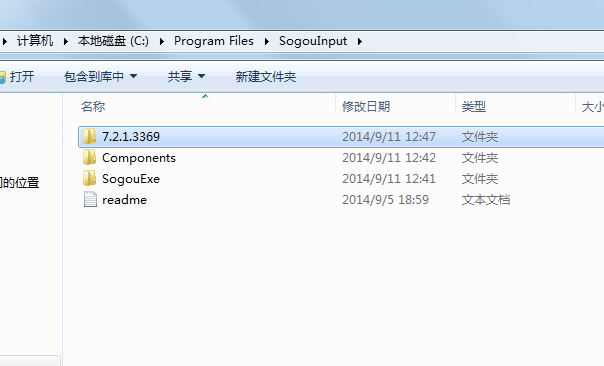 计算机 本地磁盘 (C:) Program Files SogouInput
打开 包含到库中 共享 新建文件夹
名称 修改日期 类型 大小
7.2.1.3369 2014/9/11 12:47 文件夹
Components 2014/9/11 12:42 文件夹
的位置 SogouExe 2014/9/11 12:41 文件夹
readme 2014/9/5 18:59 文本文档